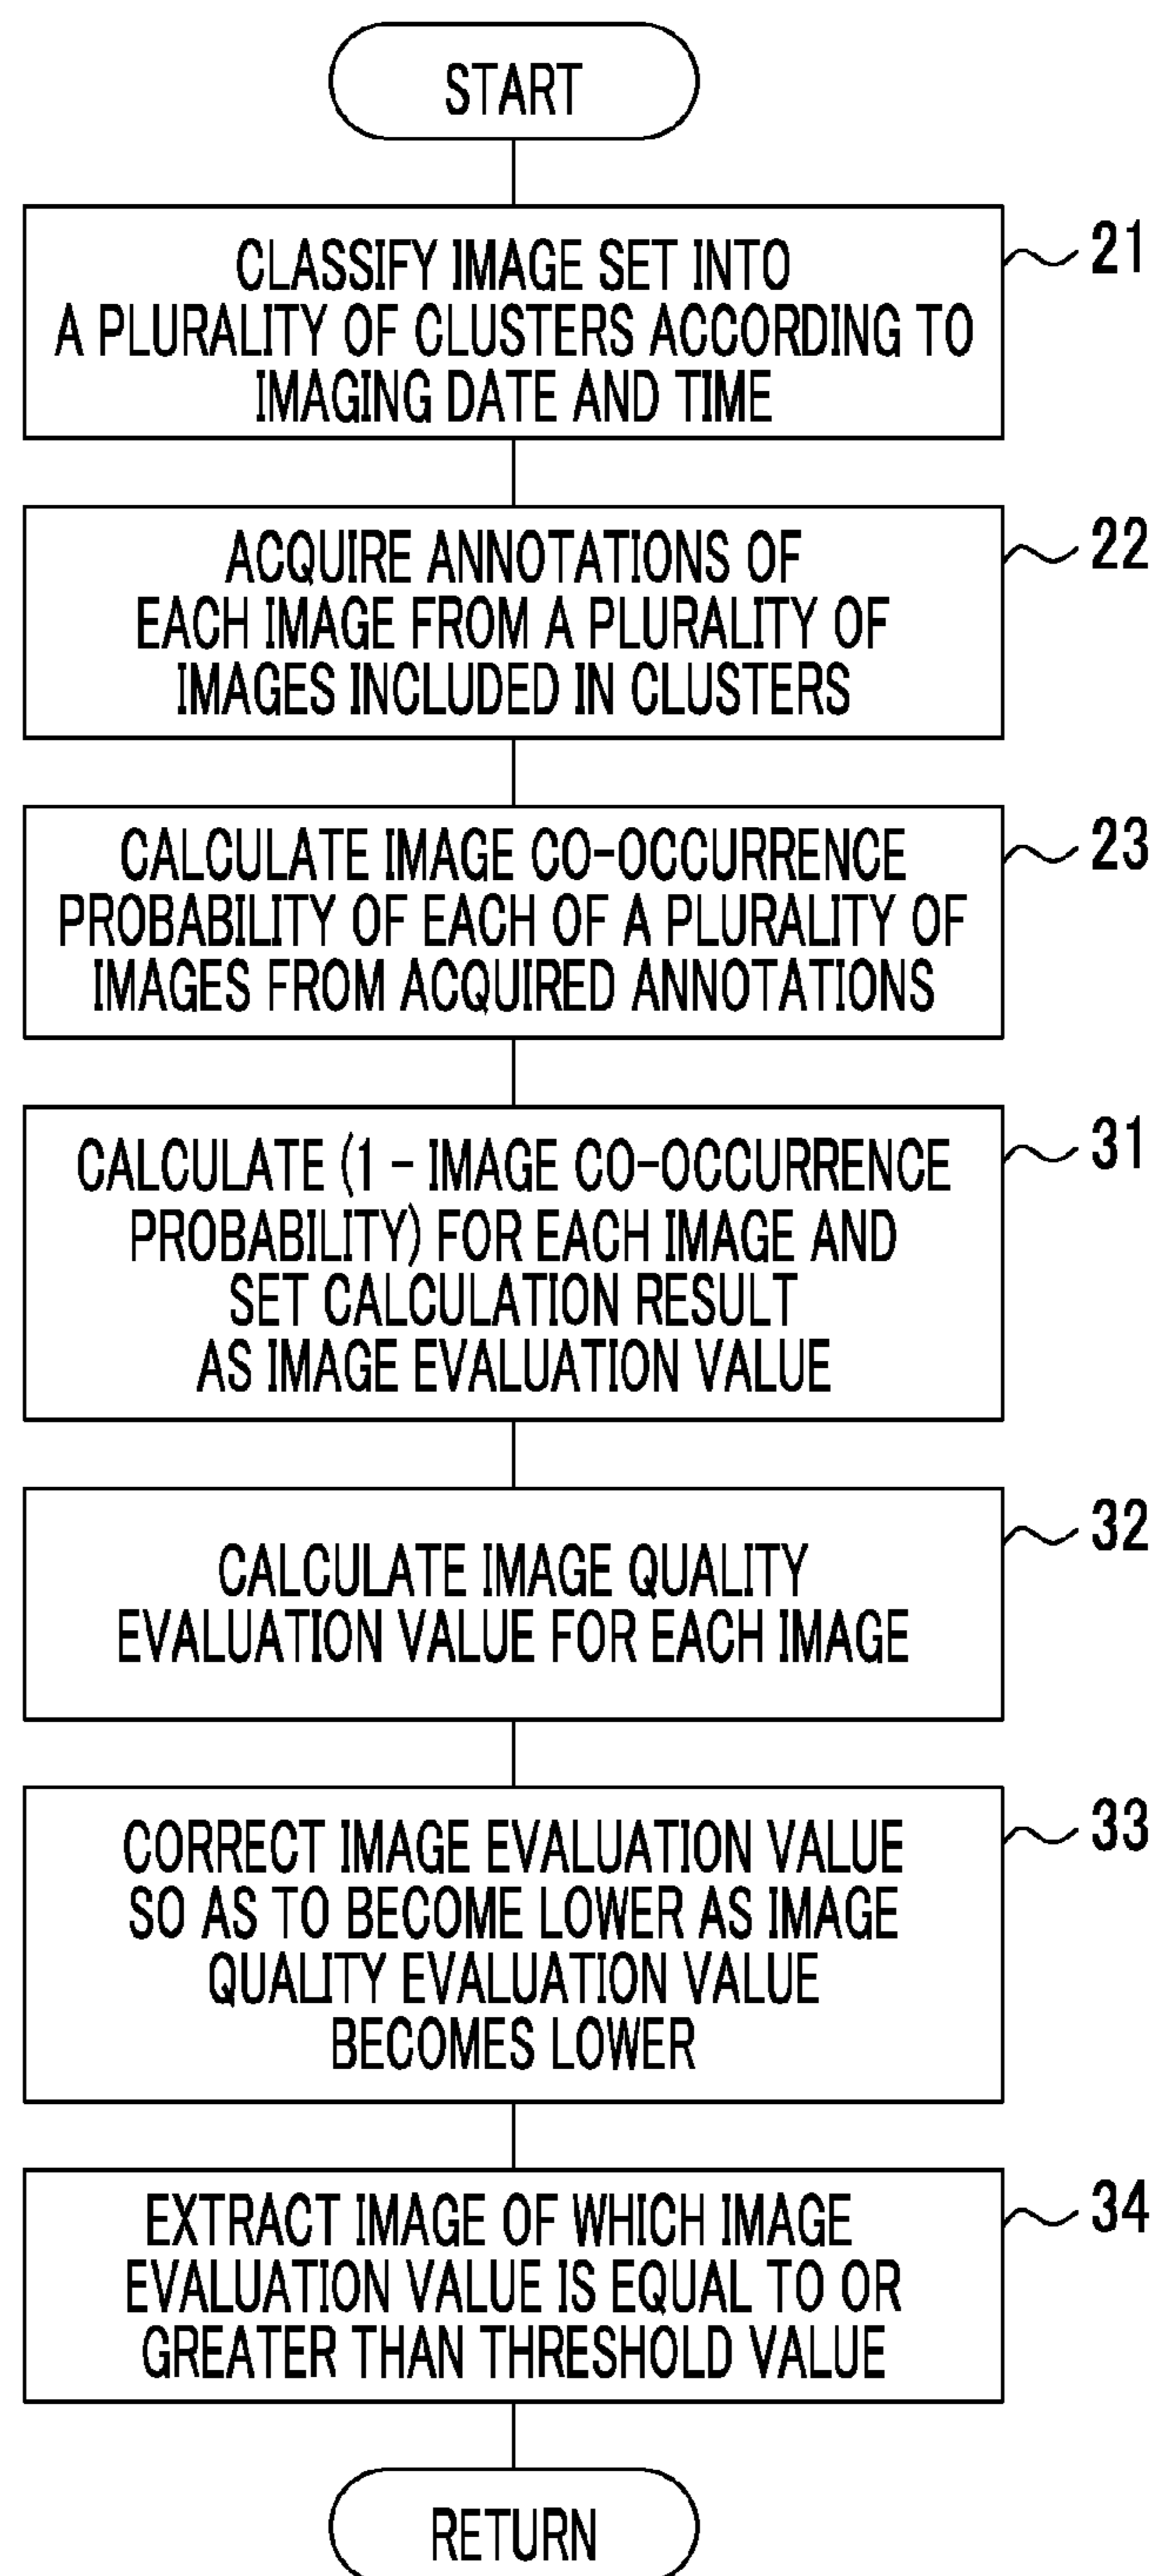 START
CLASSIFY IMAGE SET INTO
A PLURALITY OF CLUSTERS ACCORDING TO
IMAGING DATE AND TIME
21
ACQUIRE ANNOTATIONS OF
EACH IMAGE FROM A PLURALITY OF
IMAGES INCLUDED IN CLUSTERS
22
CALCULATE IMAGE CO-OCCURRENCE
PROBABILITY OF EACH OF A PLURALITY OF
IMAGES FROM ACQUIRED ANNOTATIONS
23
CALCULATE (1 - IMAGE CO-OCCURRENCE
PROBABILITY) FOR EACH IMAGE AND
SET CALCULATION RESULT
AS IMAGE EVALUATION VALUE
31
CALCULATE IMAGE QUALITY
EVALUATION VALUE FOR EACH IMAGE
32
CORRECT IMAGE EVALUATION VALUE
SO AS TO BECOME LOWER AS IMAGE
QUALITY EVALUATION VALUE
BECOMES LOWER
33
EXTRACT IMAGE OF WHICH IMAGE
EVALUATION VALUE IS EQUAL TO OR
GREATER THAN THRESHOLD VALUE
34
RETURN